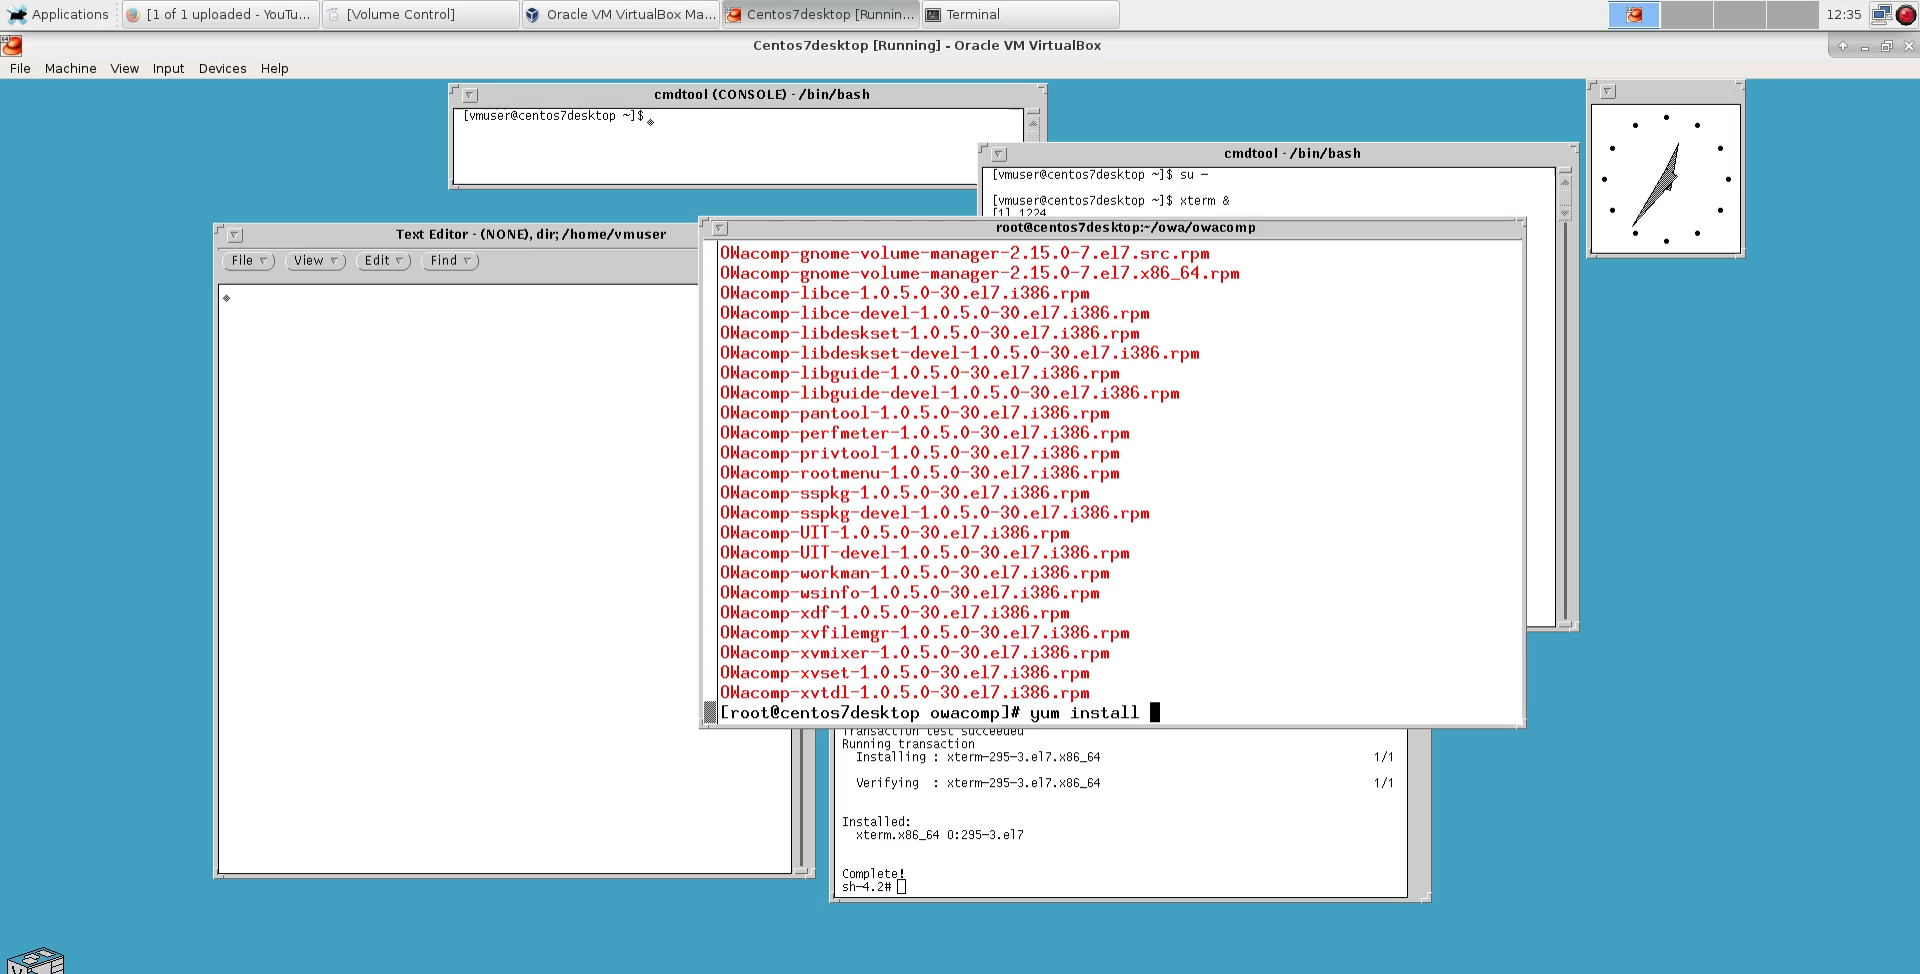 Applications
[1 of 1 uploaded - YouTu...
[Volume Control]
Oracle VM VirtualBox Ma...
Centos7desktop [Runnin...
Terminal
12:35
Centos7desktop [Running] - Oracle VM VirtualBox
File Machine View Input Devices Help
cmdtool (CONSOLE) - /bin/bash
[vmuser@centos7desktop ~]$
cmdtool - /bin/bash
[vmuser@centos7desktop ~]$ su -
[vmuser@centos7desktop ~]$ xterm &
[1] 1224
Text Editor - (NONE), dir; /home/vmuser
File View Edit Find
root@centos7desktop:~/owa/owacomp
OWacomp-gnome-volume-manager-2.15.0-7.el7.src.rpm
OWacomp-gnome-volume-manager-2.15.0-7.el7.x86_64.rpm
OWacomp-libce-1.0.5.0-30.el7.i386.rpm
OWacomp-libce-devel-1.0.5.0-30.el7.i386.rpm
OWacomp-libdeskset-1.0.5.0-30.el7.i386.rpm
OWacomp-libdeskset-devel-1.0.5.0-30.el7.i386.rpm
OWacomp-libguide-1.0.5.0-30.el7.i386.rpm
OWacomp-libguide-devel-1.0.5.0-30.el7.i386.rpm
OWacomp-pantool-1.0.5.0-30.el7.i386.rpm
OWacomp-perfmeter-1.0.5.0-30.el7.i386.rpm
OWacomp-privtool-1.0.5.0-30.el7.i386.rpm
OWacomp-rootmenu-1.0.5.0-30.el7.i386.rpm
OWacomp-sspkg-1.0.5.0-30.el7.i386.rpm
OWacomp-sspkg-devel-1.0.5.0-30.el7.i386.rpm
OWacomp-UIT-1.0.5.0-30.el7.i386.rpm
OWacomp-UIT-devel-1.0.5.0-30.el7.i386.rpm
OWacomp-workman-1.0.5.0-30.el7.i386.rpm
OWacomp-wsinfo-1.0.5.0-30.el7.i386.rpm
OWacomp-xdf-1.0.5.0-30.el7.i386.rpm
OWacomp-xvfilemgr-1.0.5.0-30.el7.i386.rpm
OWacomp-xvmixer-1.0.5.0-30.el7.i386.rpm
OWacomp-xvset-1.0.5.0-30.el7.i386.rpm
OWacomp-xvtdl-1.0.5.0-30.el7.i386.rpm
[root@centos7desktop owacomp]# yum install
Transaction test succeeded
Running transaction
Installing : xterm-295-3.el7.x86_64 1/1
Verifying : xterm-295-3.el7.x86_64 1/1
Installed:
xterm.x86_64 0:295-3.el7
Complete!
sh-4.2#